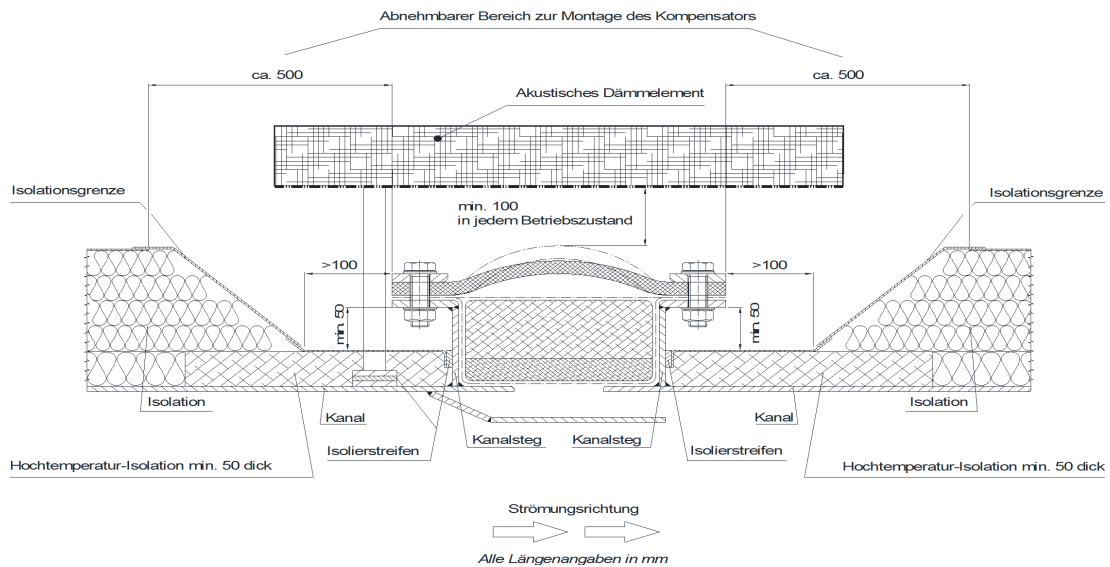 Abnehmbarer Bereich zur Montage des Kompensators
ca. 500
ca. 500
Akustisches Dämmelement
Isolationsgrenze
Isolationsgrenze
min. 100
in jedem Betriebszustand
>100
>100
min. 50
min. 50
Isolation
Kanal
Kanalsteg
Kanalsteg
Kanal
Isolation
Isolierstreifen
Isolierstreifen
Hochtemperatur-Isolation min. 50 dick
Hochtemperatur-Isolation min. 50 dick
Strömungsrichtung
Alle Längenangaben in mm